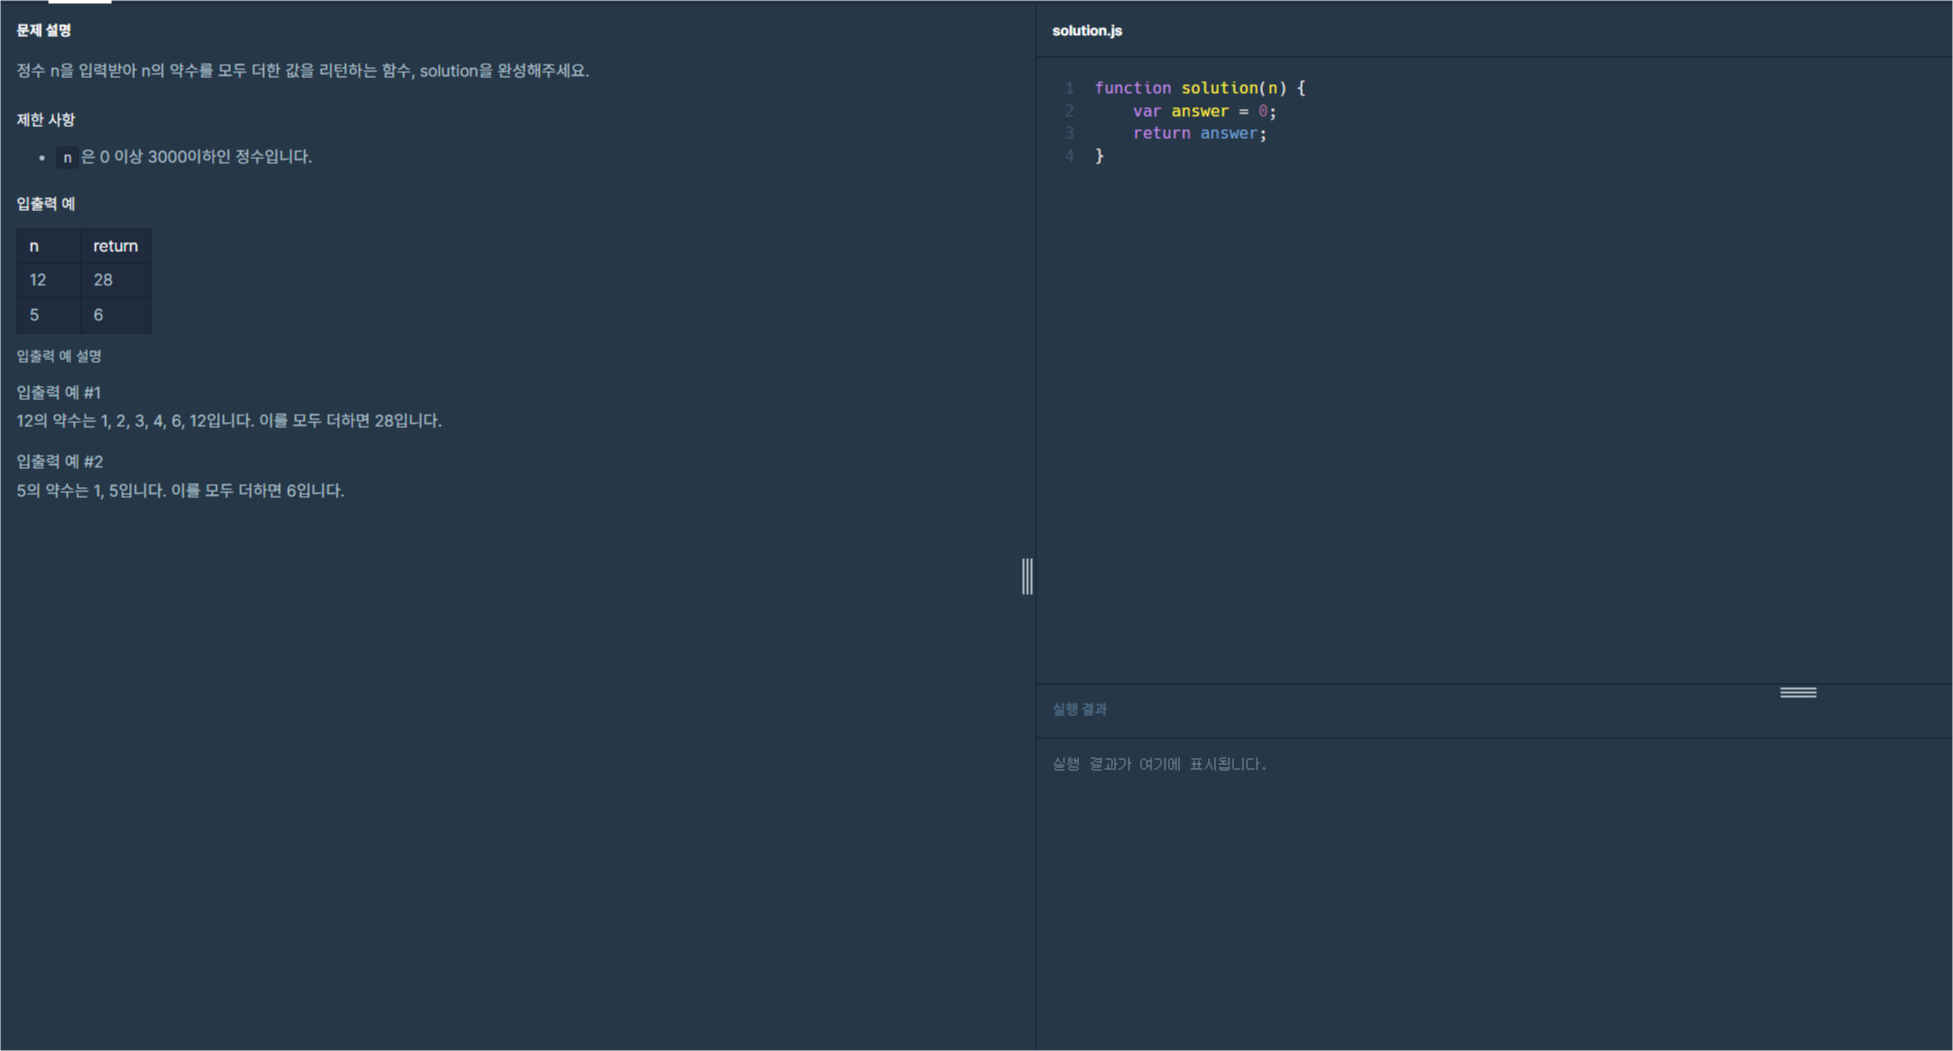 문제 설명
정수 n을 입력받아 n의 약수를 모두 더한 값을 리턴하는 함수, solution을 완성해주세요.
제한 사항
• n 은 0 이상 3000이하인 정수입니다.
입출력 예
n return
12 28
5 6
입출력 예 설명
입출력 예 #1
12의 약수는 1, 2, 3, 4, 6, 12입니다. 이를 모두 더하면 28입니다.
입출력 예 #2
5의 약수는 1, 5입니다. 이를 모두 더하면 6입니다.
solution.js
1 function solution(n) {
2     var answer = 0;
3     return answer;
4 }
실행 결과
실행 결과가 여기에 표시됩니다.